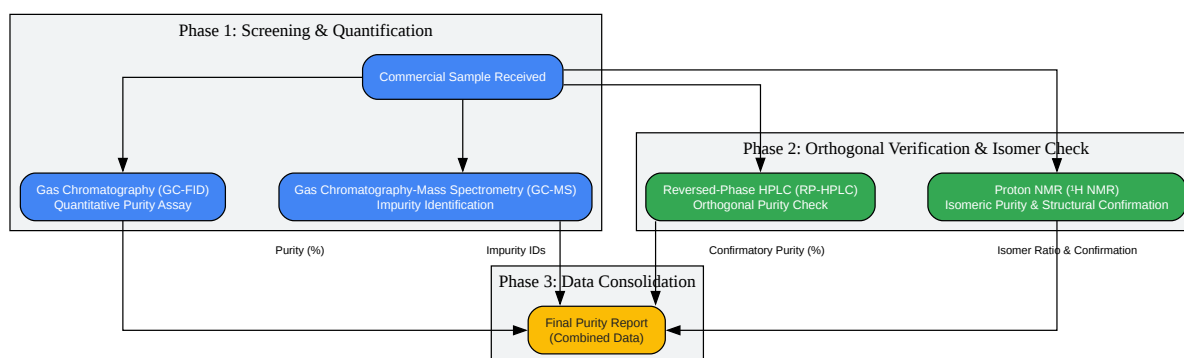 Phase 1: Screening & Quantification
Commercial Sample Received
Phase 2: Orthogonal Verification & Isomer Check
Gas Chromatography (GC-FID)
Quantitative Purity Assay
Gas Chromatography-Mass Spectrometry (GC-MS)
Impurity Identification
Reversed-Phase HPLC (RP-HPLC)
Orthogonal Purity Check
Proton NMR (¹H NMR)
Isomeric Purity & Structural Confirmation
Purity (%)
Impurity IDs
Confirmatory Purity (%)
Isomer Ratio & Confirmation
Phase 3: Data Consolidation
Final Purity Report
(Combined Data)